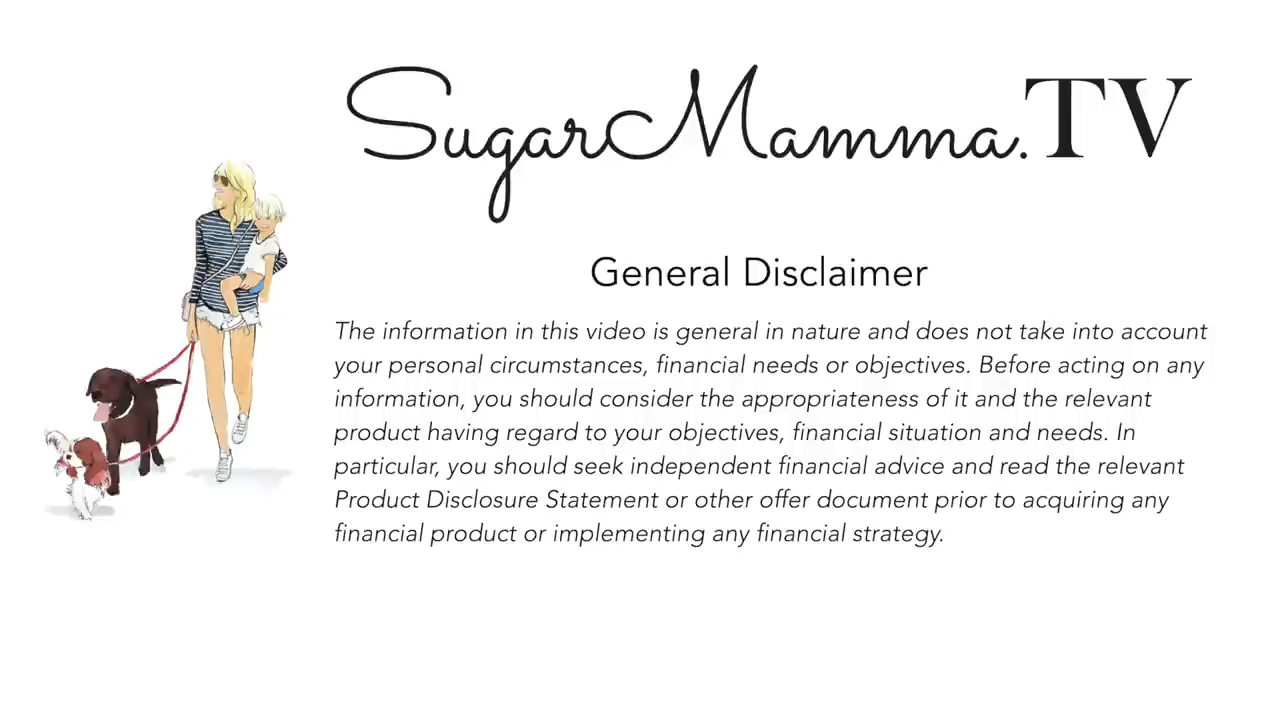 SugarMamma.TV
General Disclaimer
The information in this video is general in nature and does not take into account
your personal circumstances, financial needs or objectives. Before acting on any
information, you should consider the appropriateness of it and the relevant
product having regard to your objectives, financial situation and needs. In
particular, you should seek independent financial advice and read the relevant
Product Disclosure Statement or other offer document prior to acquiring any
financial product or implementing any financial strategy.